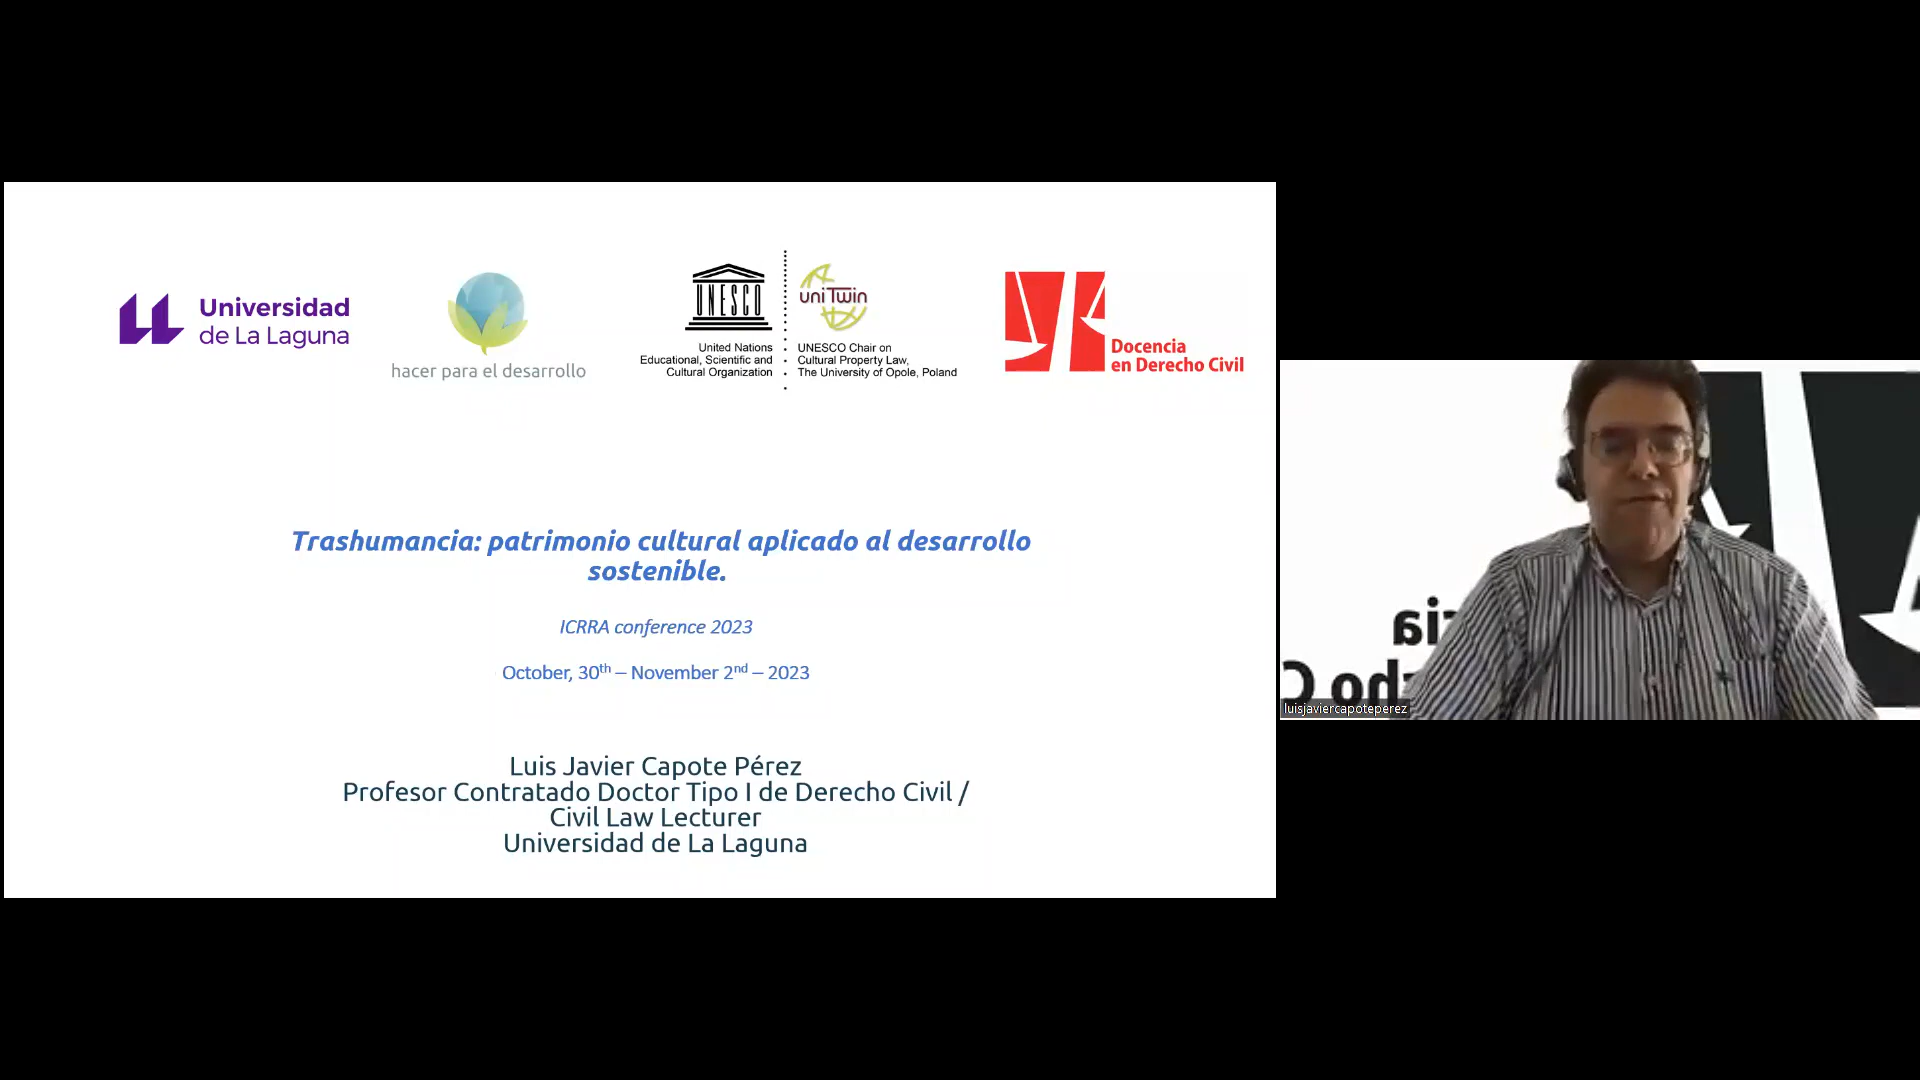 Universidad
de La Laguna
hacer para el desarrollo
UNESCO
United Nations
Educational, Scientific and
Cultural Organization
uniTwin
UNESCO Chair on
Cultural Property Law,
The University of Opole, Poland
Docencia
en Derecho Civil
Trashumancia: patrimonio cultural aplicado al desarrollo
sostenible.
ICRRA conference 2023
October, 30th – November 2nd – 2023
Luis Javier Capote Pérez
Profesor Contratado Doctor Tipo I de Derecho Civil /
Civil Law Lecturer
Universidad de La Laguna
luisjaviercapoteperez